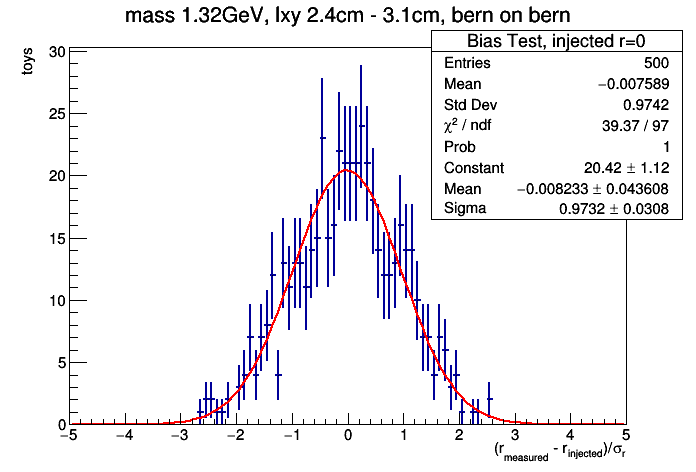 mass 1.32GeV, lxy 2.4cm - 3.1cm, bern on bern
toys
Bias Test, injected r=0
Entries 500
Mean −0.007589
Std Dev 0.9742
χ² / ndf 39.37 / 97
Prob 1
Constant 20.42 ± 1.12
Mean −0.008233 ± 0.043608
Sigma 0.9732 ± 0.0308
30
25
20
15
10
5
0
−5 −4 −3 −2 −1 0 1 2 3 4 5
(r_measured - r_injected)/σ_r